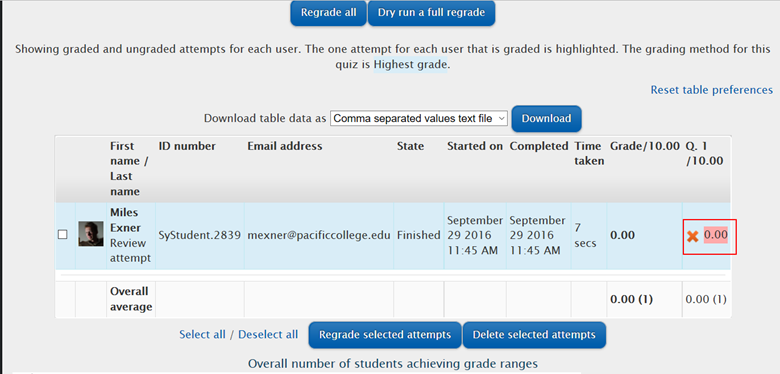 Regrade all Dry run a full regrade
Showing graded and ungraded attempts for each user. The one attempt for each user that is graded is highlighted. The grading method for this
quiz is Highest grade.
Reset table preferences
Download table data as Comma separated values text file Download
First name / Last name ID number Email address State Started on Completed Time taken Grade/10.00 Q. 1 /10.00
Miles Exner Review attempt SyStudent.2839 mexner@pacificcollege.edu Finished September 29 2016 11:45 AM September 29 2016 11:45 AM 7 secs 0.00 0.00
Overall average 0.00 (1) 0.00 (1)
Select all / Deselect all Regrade selected attempts Delete selected attempts
Overall number of students achieving grade ranges